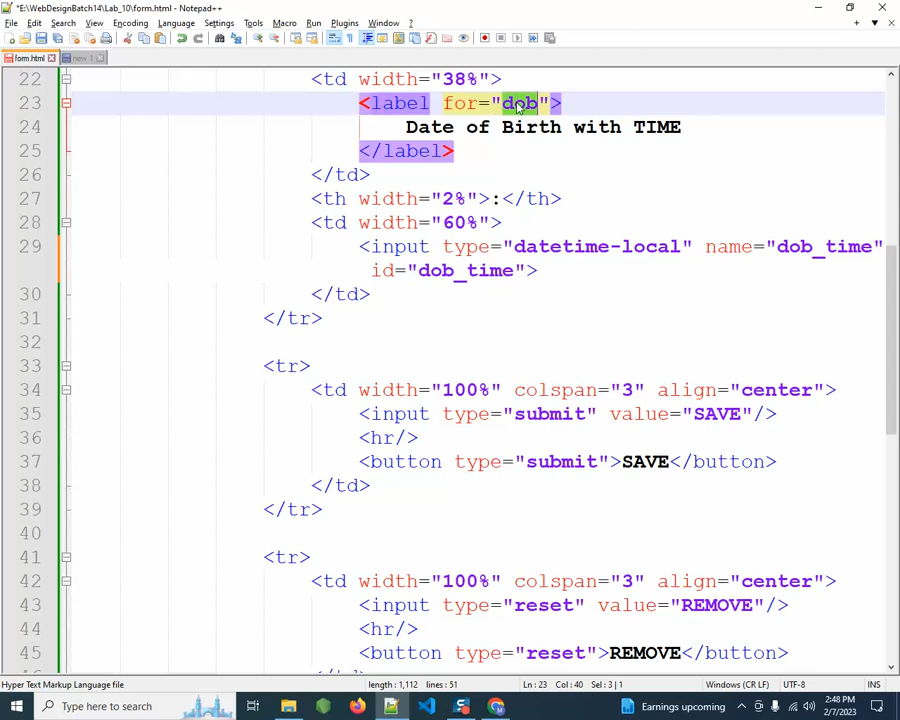 *E:\WebDesignBatch14\Lab_10\form.html - Notepad++
File Edit Search View Encoding Language Settings Tools Macro Run Plugins Window ?
form.html new 1
22 <td width="38%">
23 <label for="dob">
24 Date of Birth with TIME
25 </label>
26 </td>
27 <th width="2%">:</th>
28 <td width="60%">
29 <input type="datetime-local" name="dob_time"
id="dob_time">
30 </td>
31 </tr>
32
33 <tr>
34 <td width="100%" colspan="3" align="center">
35 <input type="submit" value="SAVE"/>
36 <hr/>
37 <button type="submit">SAVE</button>
38 </td>
39 </tr>
40
41 <tr>
42 <td width="100%" colspan="3" align="center">
43 <input type="reset" value="REMOVE"/>
44 <hr/>
45 <button type="reset">REMOVE</button>
Hyper Text Markup Language file length : 1,112 lines : 51 Ln : 23 Col : 40 Sel : 3 | 1 Windows (CR LF) UTF-8 INS
Type here to search Earnings upcoming 2:48 PM
2/7/2023